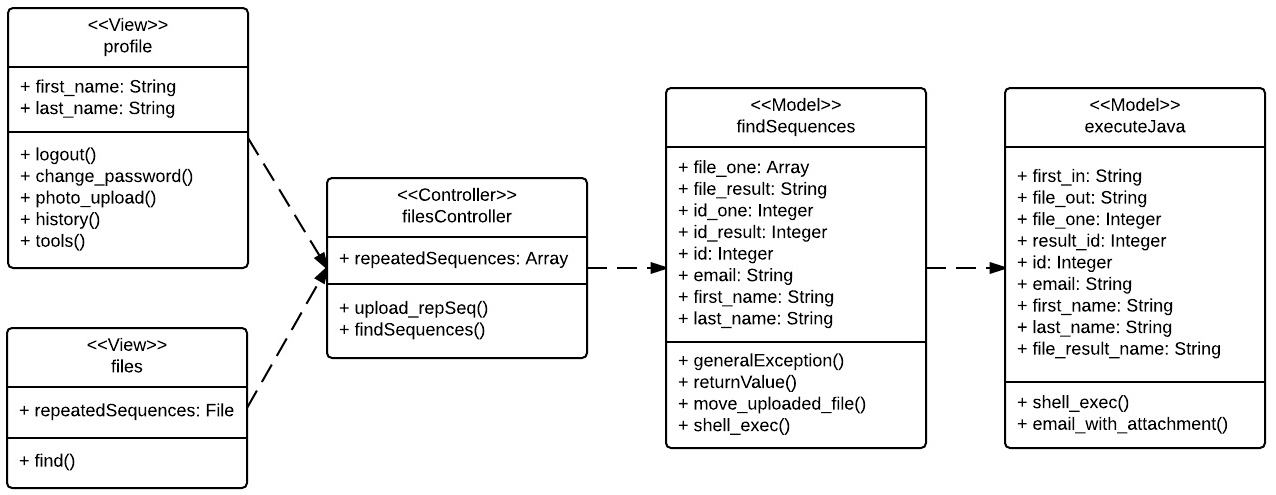 <<View>>
profile
+ first_name: String
+ last_name: String
+ logout()
+ change_password()
+ photo_upload()
+ history()
+ tools()
<<View>>
files
+ repeatedSequences: File
+ find()
<<Controller>>
filesController
+ repeatedSequences: Array
+ upload_repSeq()
+ findSequences()
<<Model>>
findSequences
+ file_one: Array
+ file_result: String
+ id_one: Integer
+ id_result: Integer
+ id: Integer
+ email: String
+ first_name: String
+ last_name: String
+ generalException()
+ returnValue()
+ move_uploaded_file()
+ shell_exec()
<<Model>>
executeJava
+ first_in: String
+ file_out: String
+ file_one: Integer
+ result_id: Integer
+ id: Integer
+ email: String
+ first_name: String
+ last_name: String
+ file_result_name: String
+ shell_exec()
+ email_with_attachment()